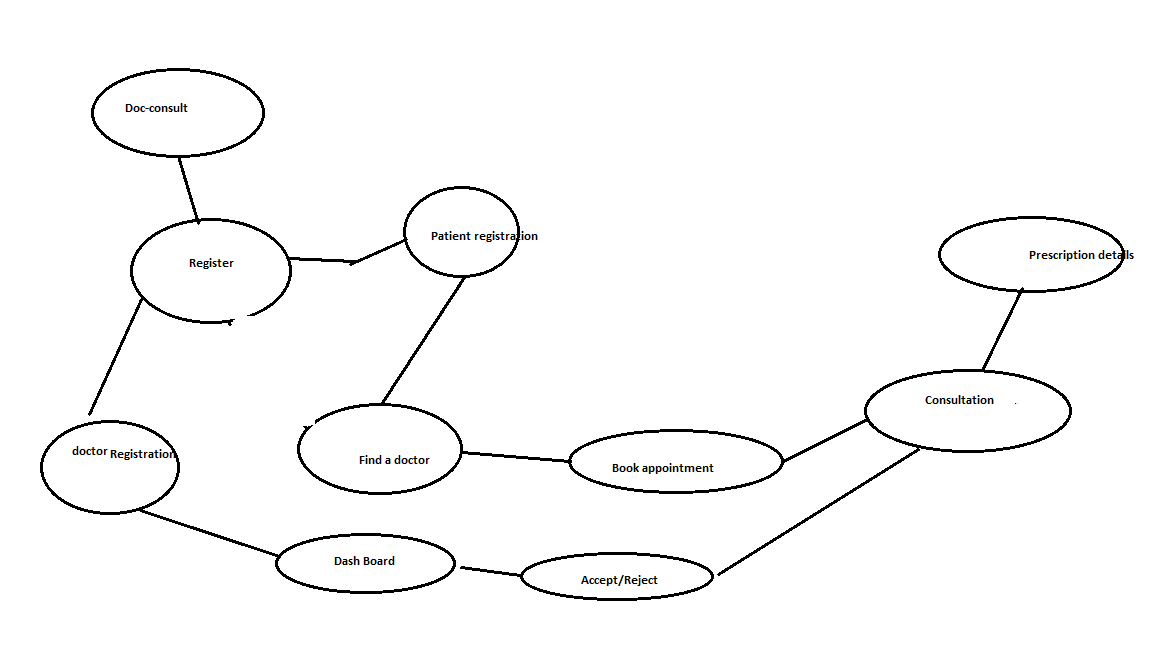 Doc-consult
Patient registration
Register
Prescription details
Consultation
doctor Registration
Find a doctor
Book appointment
Dash Board
Accept/Reject